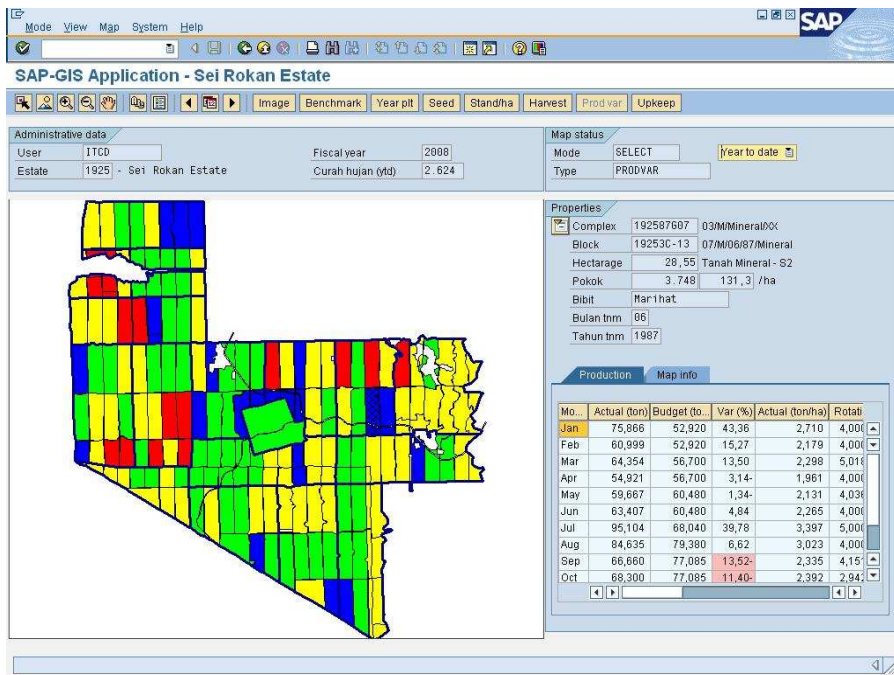 Mode View Map System Help
SAP
SAP-GIS Application - Sei Rokan Estate
Image Benchmark Year plt Seed Stand/ha Harvest Prod var Upkeep
Administrative data
User ITCD Fiscal year 2008
Estate 1925 - Sei Rokan Estate Curah hujan (ytd) 2.624
Map status
Mode SELECT Year to date
Type PRODVAR
Properties
Complex 192587607 03/M/Mineral/XX
Block 19253C-13 07/M/06/87/Mineral
Hectarage 28,55 Tanah Mineral - S2
Pokok 3.748 131,3 /ha
Bibit Marihat
Bulan tnm 06
Tahun tnm 1987
Production Map info
Mo... Actual (ton) Budget (to... Var (%) Actual (ton/ha) Rotati
Jan 75,866 52,920 43,36 2,710 4,000
Feb 60,999 52,920 15,27 2,179 4,000
Mar 64,354 56,700 13,50 2,298 5,018
Apr 54,921 56,700 3,14- 1,961 4,000
May 59,667 60,480 1,34- 2,131 4,036
Jun 63,407 60,480 4,84 2,265 4,000
Jul 95,104 68,040 39,78 3,397 5,000
Aug 84,635 79,380 6,62 3,023 4,000
Sep 66,660 77,085 13,52- 2,335 4,15
Oct 68,300 77,085 11,40- 2,392 2,942